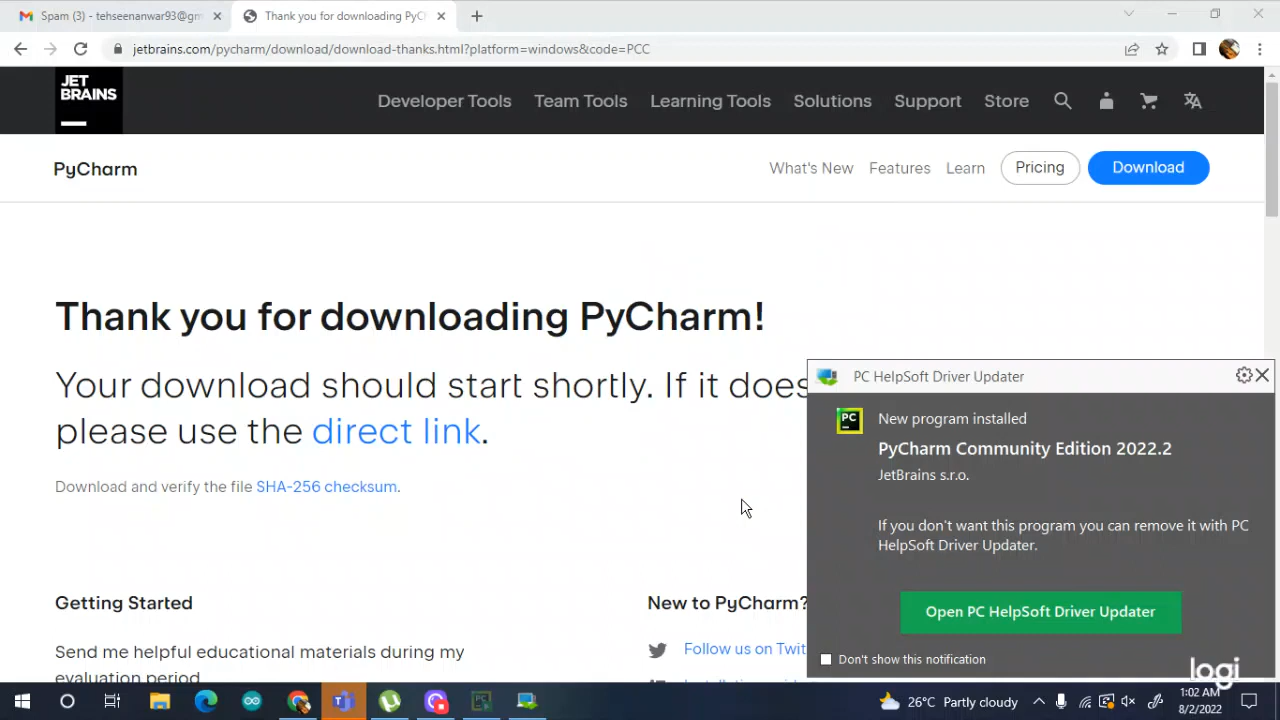 Spam (3) - tehseenanwar93@gm
Thank you for downloading PyC
jetbrains.com/pycharm/download/download-thanks.html?platform=windows&code=PCC
JET
BRAINS
Developer Tools
Team Tools
Learning Tools
Solutions
Support
Store
PyCharm
What's New
Features
Learn
Pricing
Download
Thank you for downloading PyCharm!
Your download should start shortly. If it does
please use the direct link.
Download and verify the file SHA-256 checksum.
Getting Started
Send me helpful educational materials during my
evaluation period
New to PyCharm?
Follow us on Twit
PC HelpSoft Driver Updater
PC
New program installed
PyCharm Community Edition 2022.2
JetBrains s.r.o.
If you don't want this program you can remove it with PC
HelpSoft Driver Updater.
Open PC HelpSoft Driver Updater
Don't show this notification
logi
26°C Partly cloudy
1:02 AM
8/2/2022